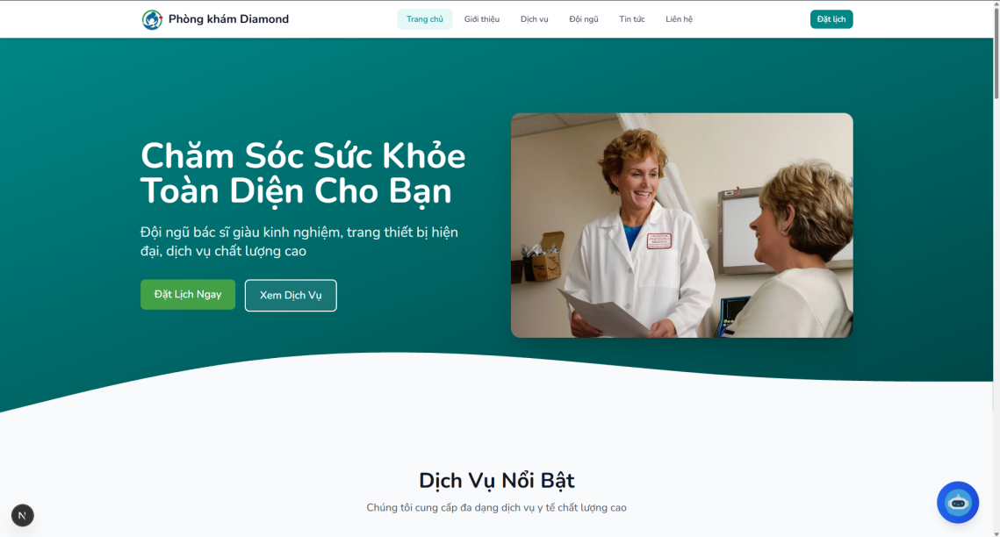 Phòng khám Diamond
Trang chủ
Giới thiệu
Dịch vụ
Đội ngũ
Tin tức
Liên hệ
Đặt lịch
Chăm Sóc Sức Khỏe
Toàn Diện Cho Bạn
Đội ngũ bác sĩ giàu kinh nghiệm, trang thiết bị hiện
đại, dịch vụ chất lượng cao
Đặt Lịch Ngay
Xem Dịch Vụ
Dịch Vụ Nổi Bật
Chúng tôi cung cấp đa dạng dịch vụ y tế chất lượng cao
N